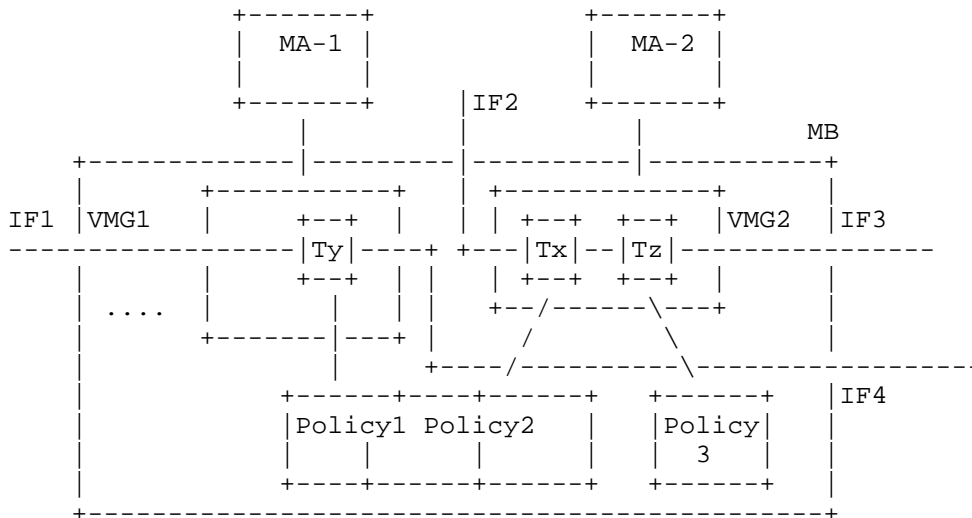 MA-1 MA-2
IF2
MB
IF1 VMG1 VMG2 IF3
Ty Tx Tz
....
IF4
Policy1 Policy2 Policy
3